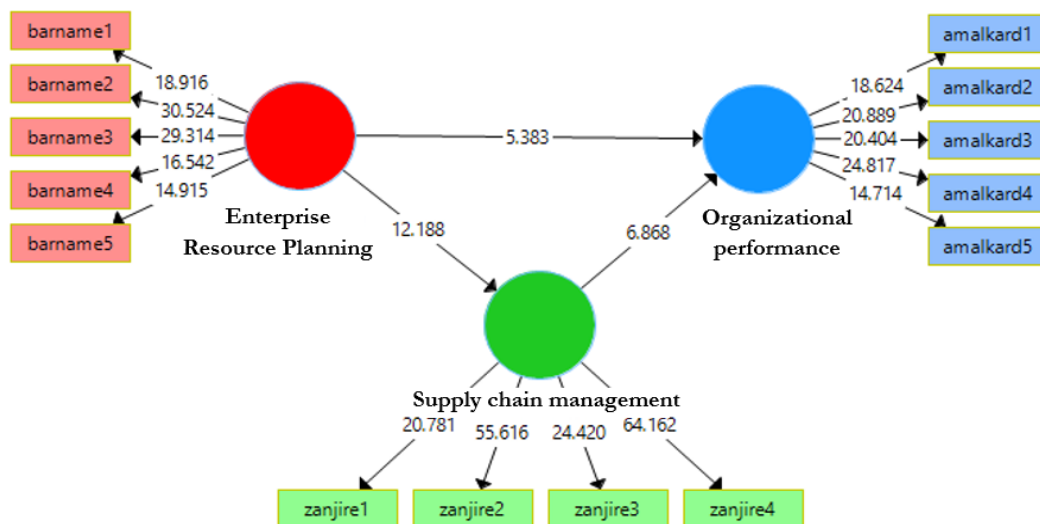 barname1
barname2
barname3
barname4
barname5
18.916
30.524
29.314
16.542
14.915
Enterprise
Resource Planning
5.383
12.188
6.868
Organizational
performance
18.624
20.889
20.404
24.817
14.714
amalkard1
amalkard2
amalkard3
amalkard4
amalkard5
Supply chain management
20.781
55.616
24.420
64.162
zanjire1
zanjire2
zanjire3
zanjire4